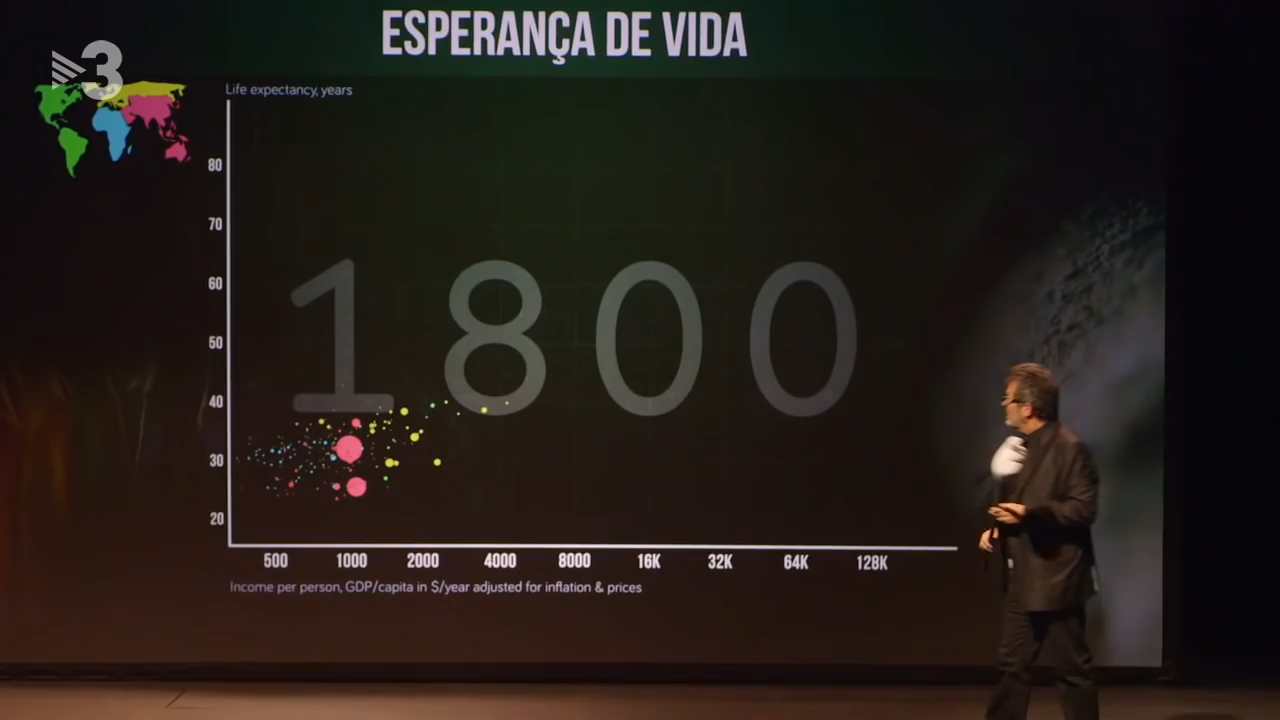 ESPERANÇA DE VIDA
3
Life expectancy, years
80
70
60
1800
50
40
30
20
500 1000 2000 4000 8000 16K 32K 64K 128K
Income per person, GDP/capita in $/year adjusted for inflation & prices